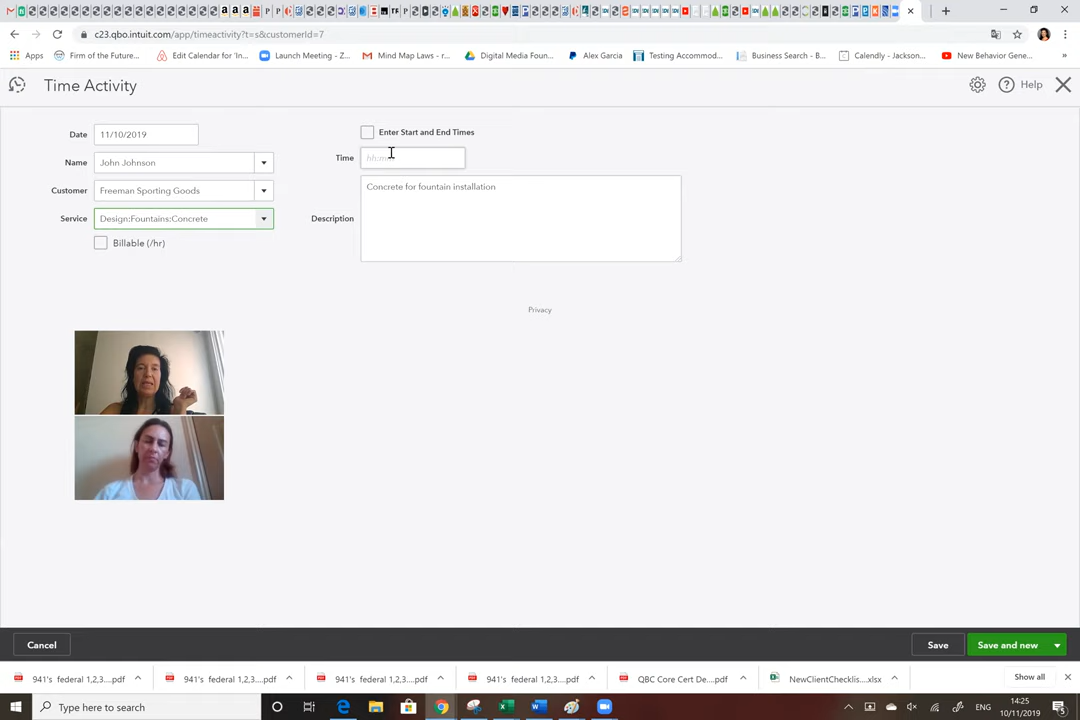 c23.qbo.intuit.com/app/timeactivity?t=s&customerId=7
Apps Firm of the Future... Edit Calendar for 'In... Launch Meeting - Z... Mind Map Laws - r... Digital Media Foun... Alex Garcia Testing Accommod... Business Search - B... Calendly - Jackson... New Behavior Gene... »
Time Activity Help
Date 11/10/2019 Enter Start and End Times
Name John Johnson Time
Customer Freeman Sporting Goods Concrete for fountain installation
Service Design:Fountains:Concrete Description
Billable (/hr)
Privacy
Cancel Save Save and new
941's federal 1,2,3....pdf 941's federal 1,2,3....pdf 941's federal 1,2,3....pdf 941's federal 1,2,3....pdf QBC Core Cert De....pdf NewClientChecklis....xlsx Show all
Type here to search ENG 14:25
10/11/2019 5